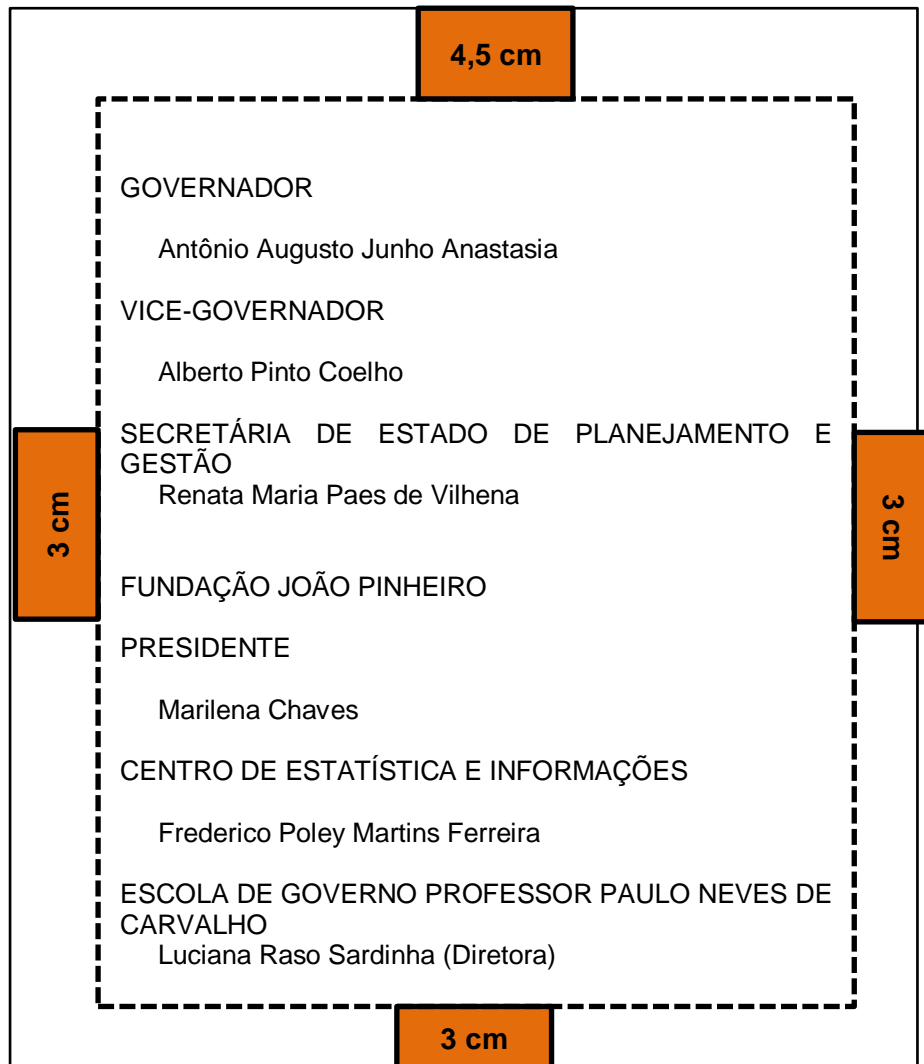 4,5 cm
GOVERNADOR
Antônio Augusto Junho Anastasia
VICE-GOVERNADOR
Alberto Pinto Coelho
SECRETÁRIA DE ESTADO DE PLANEJAMENTO E
GESTÃO
Renata Maria Paes de Vilhena
3 cm
3 cm
FUNDAÇÃO JOÃO PINHEIRO
PRESIDENTE
Marilena Chaves
CENTRO DE ESTATÍSTICA E INFORMAÇÕES
Frederico Poley Martins Ferreira
ESCOLA DE GOVERNO PROFESSOR PAULO NEVES DE
CARVALHO
Luciana Raso Sardinha (Diretora)
3 cm